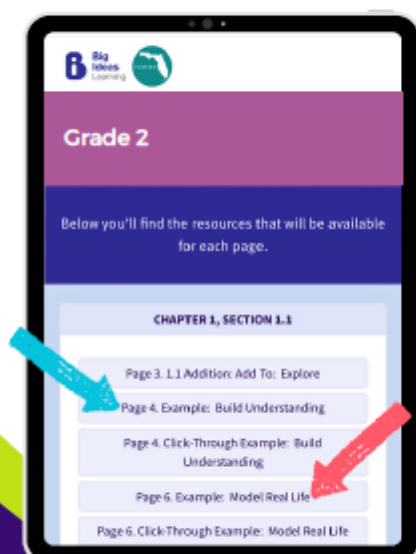 Big
Ideas
Learning
Grade 2
Below you'll find the resources that will be available
for each page.
CHAPTER 1, SECTION 1.1
Page 3. 1.1 Addition: Add To: Explore
Page 4. Example: Build Understanding
Page 4. Click-Through Example: Build
Understanding
Page 6. Example: Model Real Life
Page 6. Click-Through Example: Model Real Life